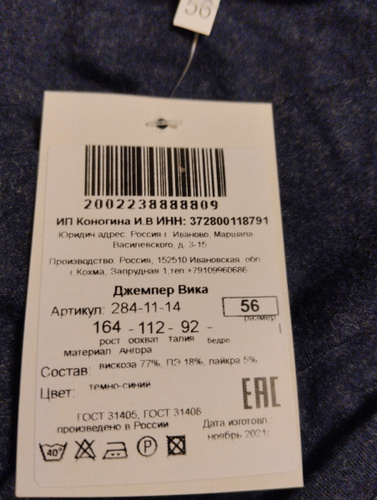 56
2002238888809
ИП Коногина И.В ИНН: 372800118791
Юридич адрес: Россия г. Иваново, Маршала
Василевского, д. 3-15
Производство: Россия, 152510 Ивановская, обл,
г. Кохма, Запрудная 1,тел +79109960686
Джемпер Вика
Артикул: 284-11-14
56
размер
164 - 112 - 92 -
рост обхват талия бедро
материал Ангора
Состав: вискоза 77%, ПЭ 18%, лайкра 5%
Цвет: темно-синий
EAC
ГОСТ 31405, ГОСТ 31408
произведено в России
Дата изготовл.:
ноябрь 2021г
40°
P